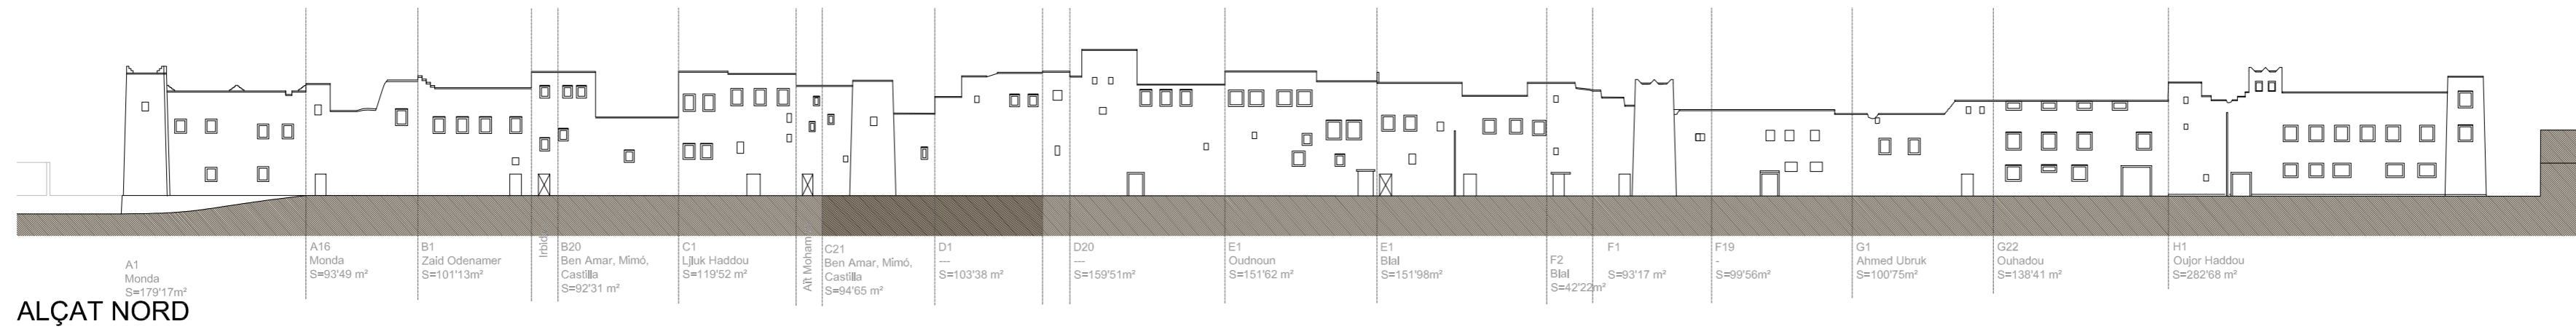 A1
Monda
S=179'17m²
A16
Monda
S=93'49 m²
B1
Zaid Odenamer
S=101'13m²
Irbid
B20
Ben Amar, Mimó,
Castilla
S=92'31 m²
C1
Ljluk Haddou
S=119'52 m²
Aït Moham
C21
Ben Amar, Mimó,
Castilla
S=94'65 m²
D1
---
S=103'38 m²
D20
---
S=159'51m²
E1
Oudnoun
S=151'62 m²
E1
Blal
S=151'98m²
F2
Blal
S=42'22m²
F1
S=93'17 m²
F19
-
S=99'56m²
G1
Ahmed Ubruk
S=100'75m²
G22
Ouhadou
S=138'41 m²
H1
Oujor Haddou
S=282'68 m²
ALÇAT NORD